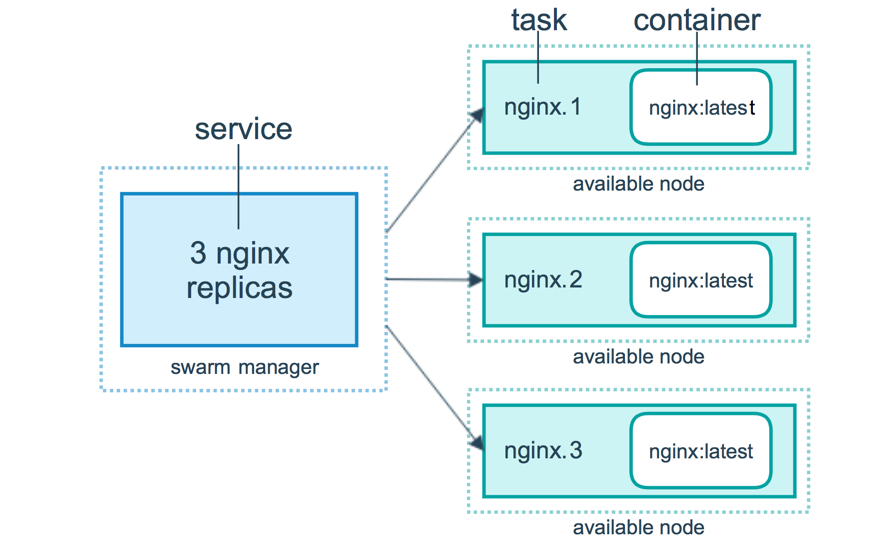 service
3 nginx
replicas
swarm manager
task
container
nginx.1
nginx:latest
available node
nginx.2
nginx:latest
available node
nginx.3
nginx:latest
available node